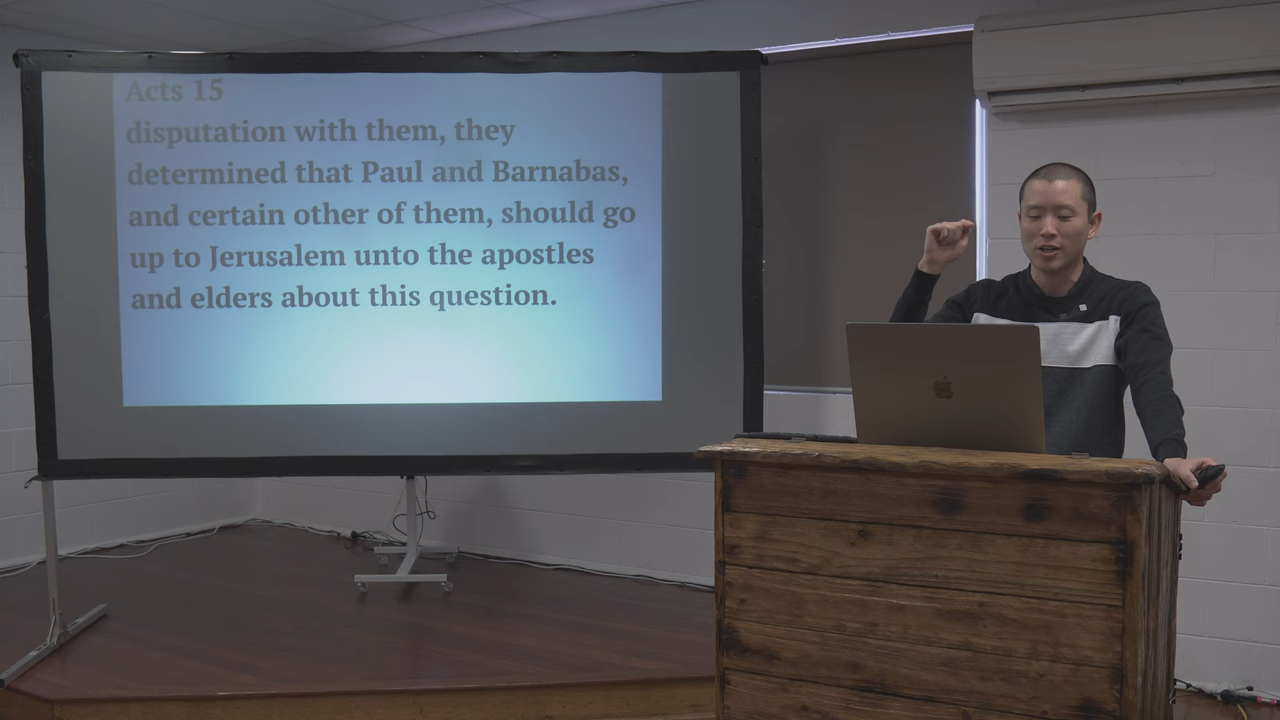 Acts 15
disputation with them, they
determined that Paul and Barnabas,
and certain other of them, should go
up to Jerusalem unto the apostles
and elders about this question.